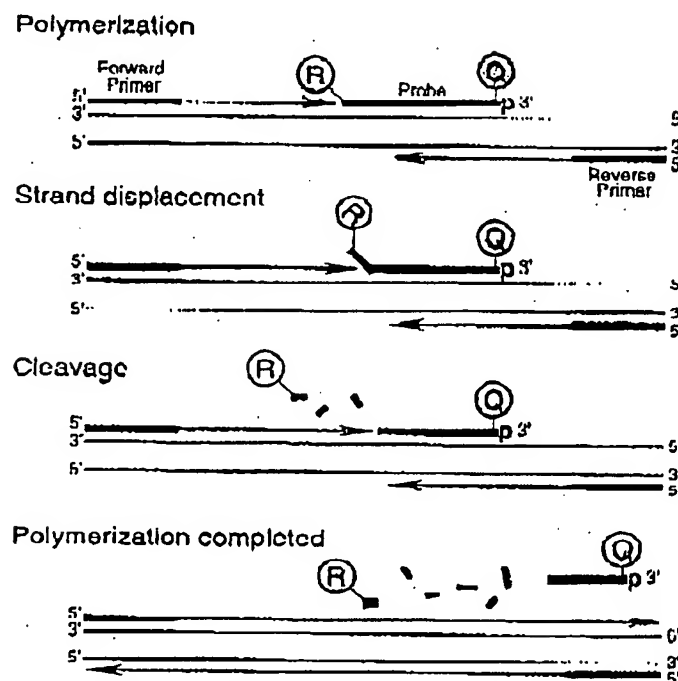 Polymerization
Forward
Primer
R
Q
Probe
p 3'
5'
3'
5'
5'
3'
5'
Reverse
Primer
Strand displacement
R
Q
p 3'
5'
3'
5'
5'
3'
5'
Cleavage
R
Q
p 3'
5'
3'
5'
5'
3'
5'
Polymerization completed
R
Q
p 3'
5'
3'
5'
3'
5'